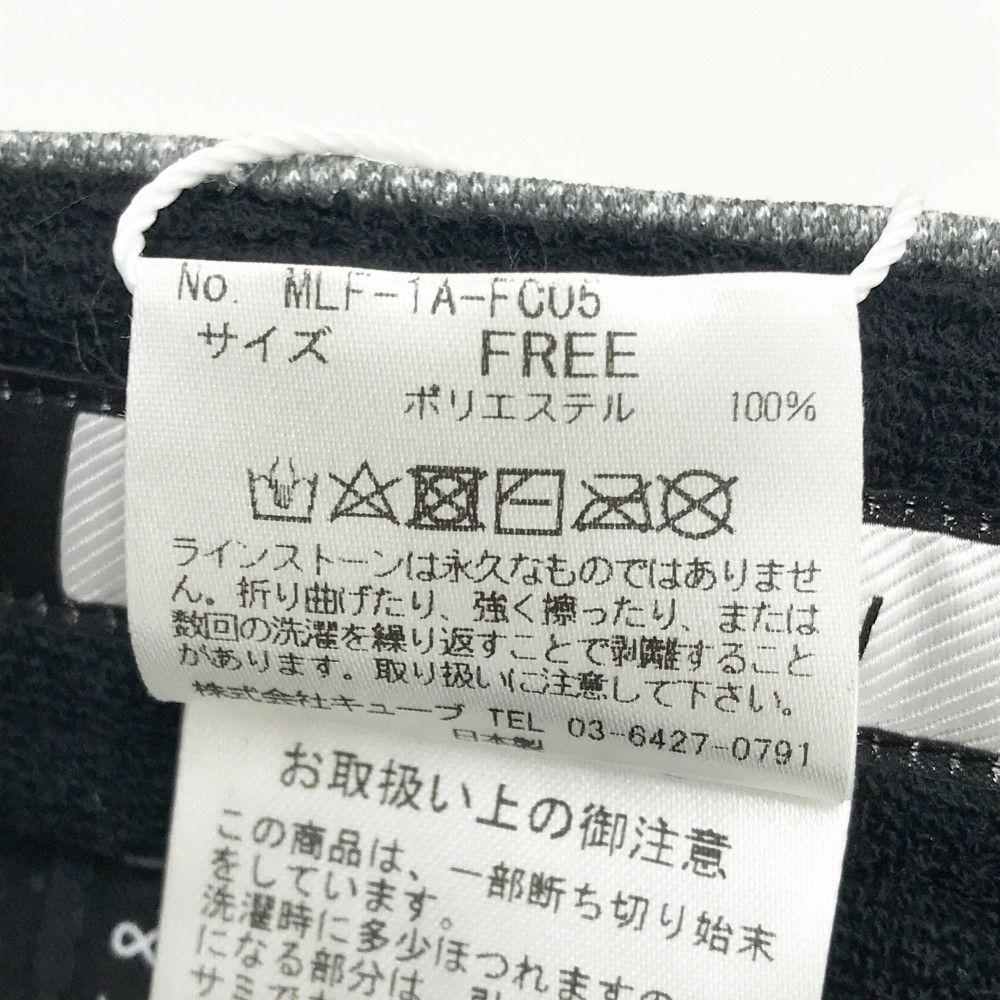 No. MLF-1A-FC05
サイズ FREE
ポリエステル 100%
ラインストーンは永久なものではありませ
ん。折り曲げたり、強く擦ったり、または
数回の洗濯を繰り返すことで剥離すること
があります。取り扱いに注意して下さい。
株式会社キューブ TEL 03-6427-0791
日本製
お取扱い上の御注意
この商品は、一部断ち切り始末
をしています。
洗濯時に多少ほつれますの
になる部分は、引